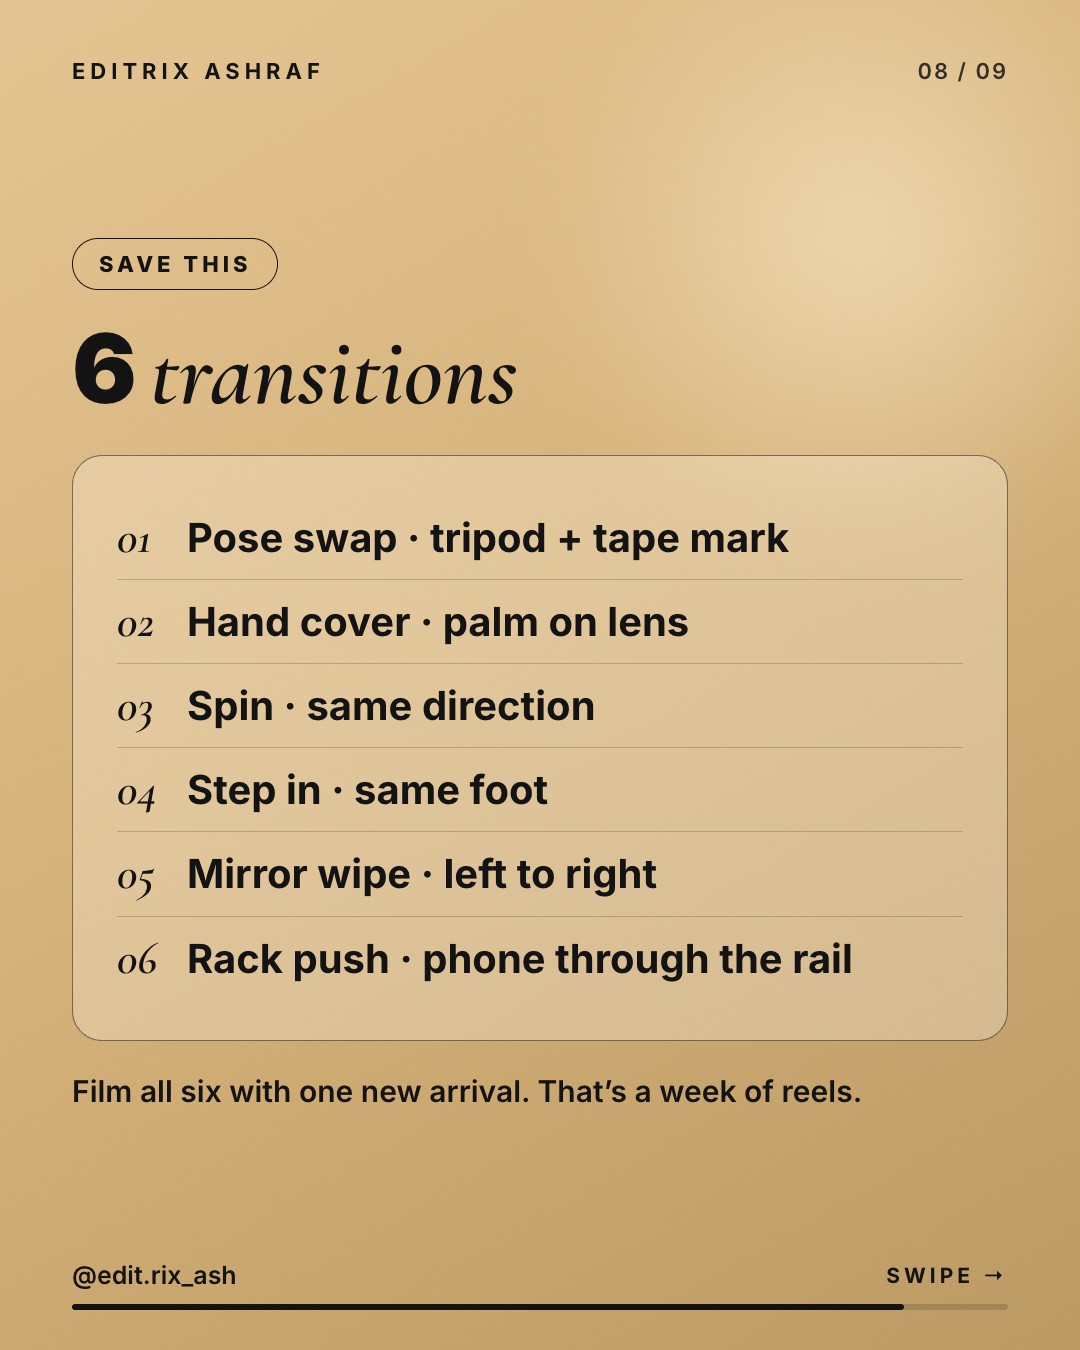 EDITRIX ASHRAF
08 / 09
SAVE THIS
6 transitions
01 Pose swap · tripod + tape mark
02 Hand cover · palm on lens
03 Spin · same direction
04 Step in · same foot
05 Mirror wipe · left to right
06 Rack push · phone through the rail
Film all six with one new arrival. That’s a week of reels.
@edit.rix_ash
SWIPE →